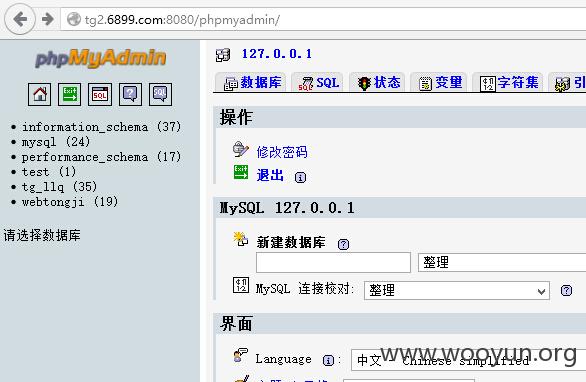 tg2.6899.com:8080/phpmyadmin/
phpMyAdmin
SQL
SQL
information_schema (37)
mysql (24)
performance_schema (17)
test (1)
tg_llq (35)
webtongji (19)
请选择数据库
127.0.0.1
数据库 SQL 状态 变量 字符集 引
操作
修改密码
退出
MySQL 127.0.0.1
新建数据库
整理
MySQL 连接校对: 整理
界面
Language : 中文 - Chinese simplified
www.wooyun.org